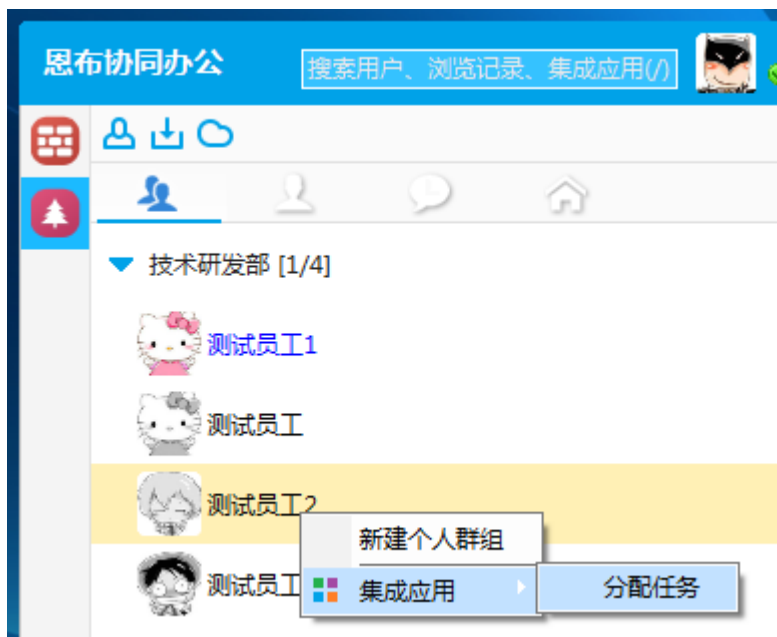 恩布协同办公
搜索用户、浏览记录、集成应用(/)
技术研发部 [1/4]
测试员工1
测试员工
测试员工2
新建个人群组
测试员工
集成应用
分配任务